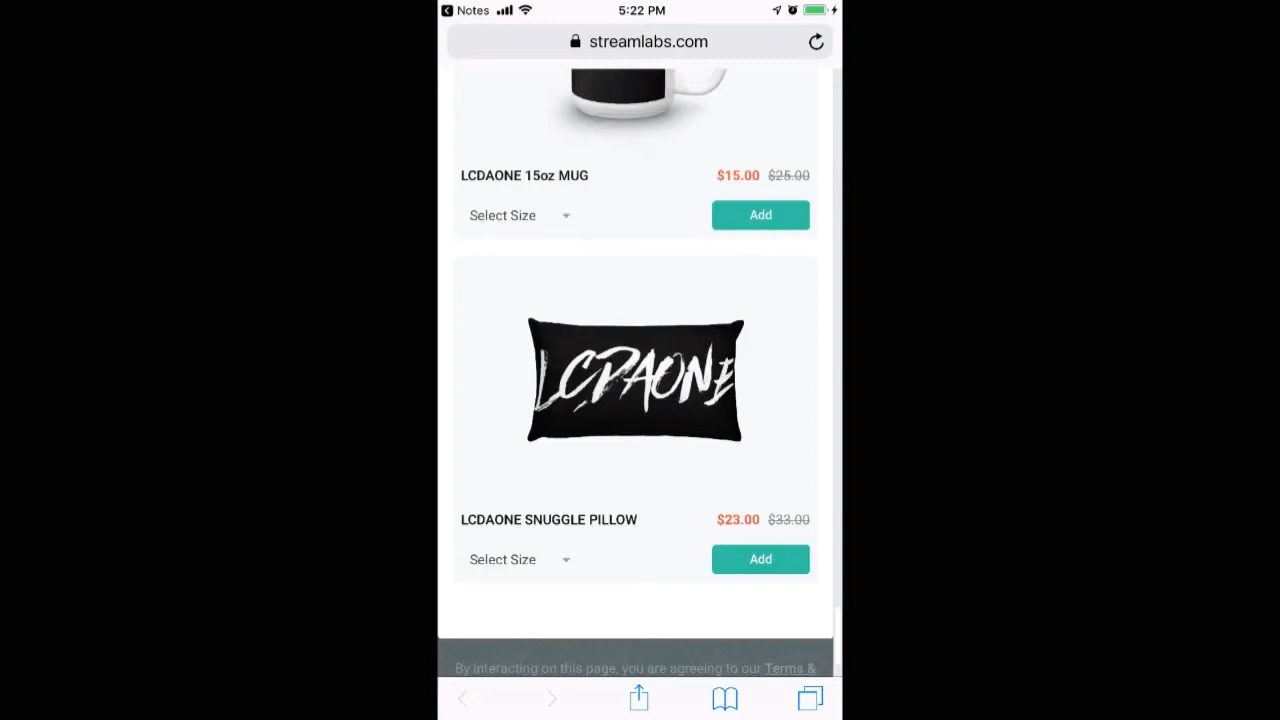 Notes
5:22 PM
streamlabs.com
LCDAONE 15oz MUG
$15.00 $25.00
Select Size
Add
LCDAONE
LCDAONE SNUGGLE PILLOW
$23.00 $33.00
Select Size
Add
By interacting on this page, you are agreeing to our Terms &